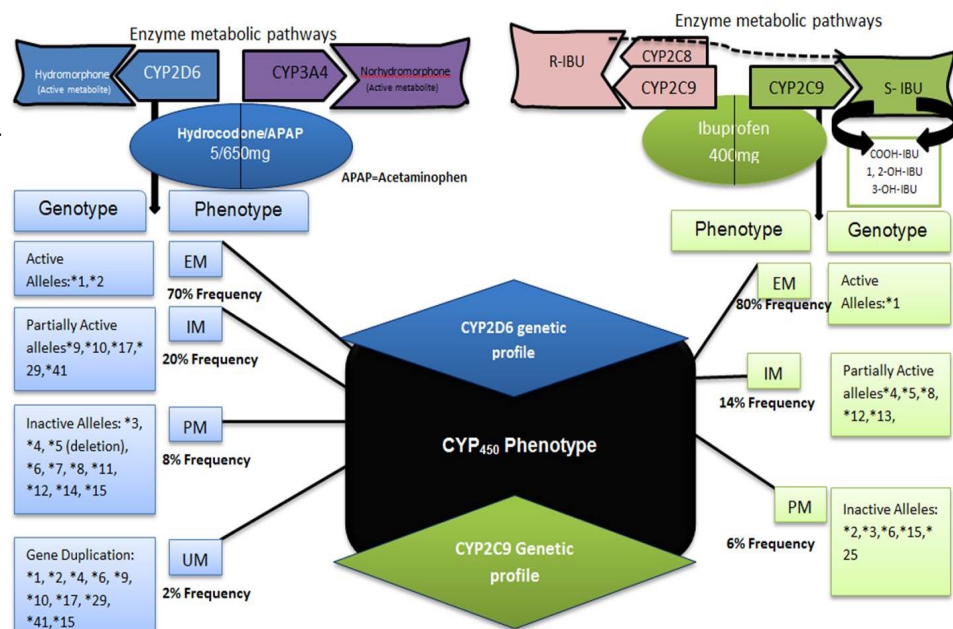 Enzyme metabolic pathways
Hydromorphone
(Active metabolite)
CYP2D6
CYP3A4
Norhydromorphone
(Active metabolite)
Hydrocodone/APAP
5/650mg
APAP=Acetaminophen
Enzyme metabolic pathways
R-IBU
CYP2C8
CYP2C9
CYP2C9
S- IBU
Ibuprofen
400mg
COOH-IBU
1, 2-OH-IBU
3-OH-IBU
Genotype
Phenotype
Active
Alleles:*1,*2
EM
70% Frequency
Partially Active
alleles*9,*10,*17,*
29,*41
IM
20% Frequency
Inactive Alleles: *3,
*4, *5 (deletion),
*6, *7, *8, *11,
*12, *14, *15
PM
8% Frequency
Gene Duplication:
*1, *2, *4, *6, *9,
*10, *17, *29,
*41,*15
UM
2% Frequency
CYP2D6 genetic
profile
CYP450 Phenotype
CYP2C9 Genetic
profile
Phenotype
Genotype
EM
80% Frequency
Active
Alleles:*1
IM
14% Frequency
Partially Active
alleles*4,*5,*8,
*12,*13,
PM
6% Frequency
Inactive Alleles:
*2,*3,*6,*15,*
25